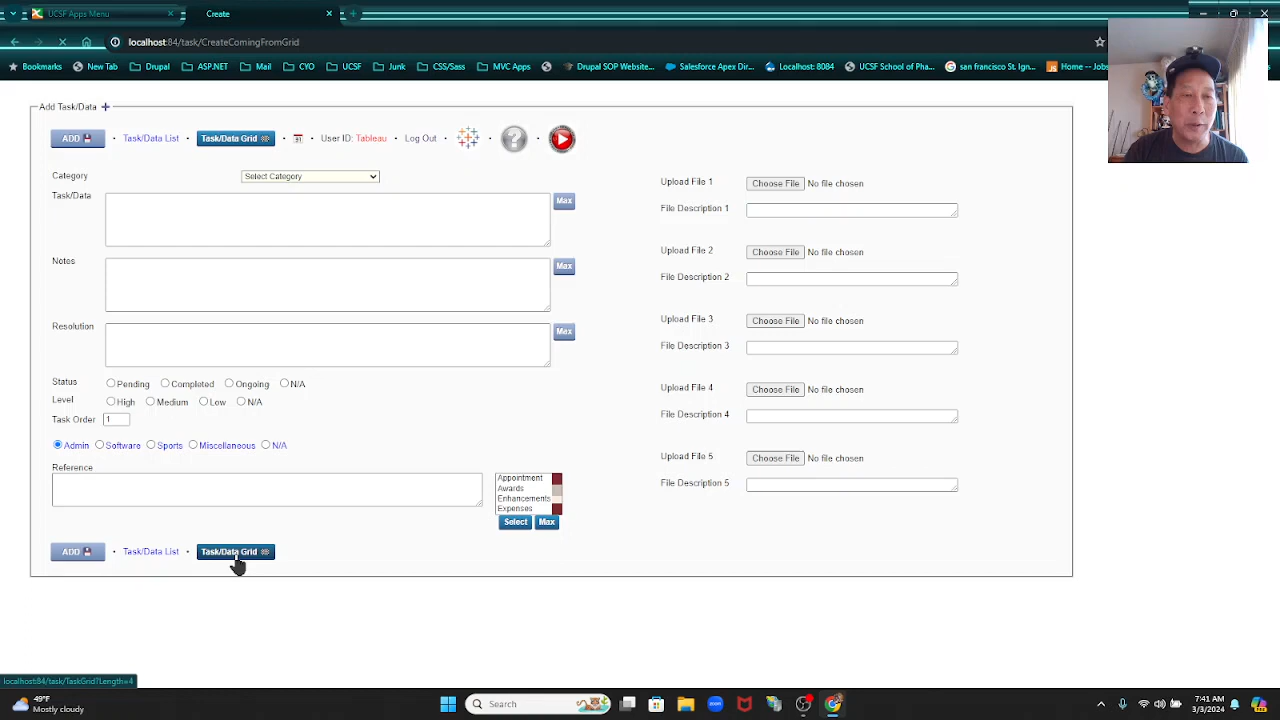 UCSF Apps Menu
Create
localhost:84/task/CreateComingFromGrid
Bookmarks New Tab Drupal ASP.NET Mail CYO UCSF Junk CSS/Sass MVC Apps Drupal SOP Website... Salesforce Apex Dir... Localhost: 8084 UCSF School of Pha... san francisco St. Ign... Home -- Jobs
Add Task/Data
ADD · Task/Data List · Task/Data Grid · 31 · User ID: Tableau · Log Out · ? ·
Category Select Category
Task/Data Max
Notes Max
Resolution Max
Status Pending Completed Ongoing N/A
Level High Medium Low N/A
Task Order 1
Admin Software Sports Miscellaneous N/A
Reference
Appointment
Awards
Enhancements
Expenses
Select Max
ADD · Task/Data List · Task/Data Grid
Upload File 1 Choose File No file chosen
File Description 1
Upload File 2 Choose File No file chosen
File Description 2
Upload File 3 Choose File No file chosen
File Description 3
Upload File 4 Choose File No file chosen
File Description 4
Upload File 5 Choose File No file chosen
File Description 5
localhost:84/task/TaskGrid?Length=4
49°F
Mostly cloudy
Search
zoom
7:41 AM
3/3/2024